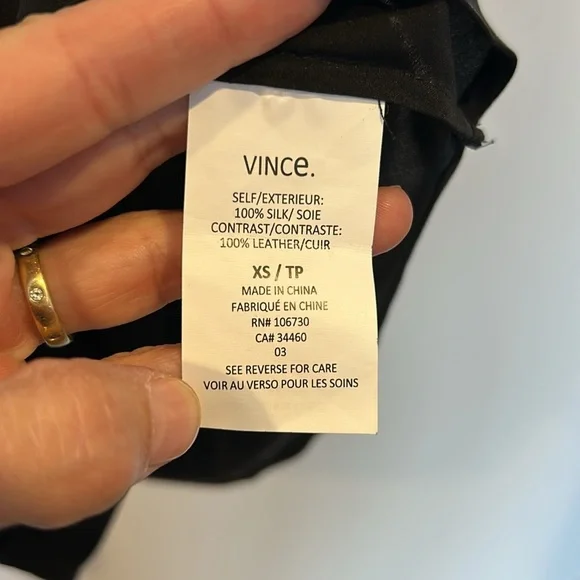 VINCe.
SELF/EXTERIEUR:
100% SILK/ SOIE
CONTRAST/CONTRASTE:
100% LEATHER/CUIR
XS / TP
MADE IN CHINA
FABRIQUÉ EN CHINE
RN# 106730
CA# 34460
03
SEE REVERSE FOR CARE
VOIR AU VERSO POUR LES SOINS